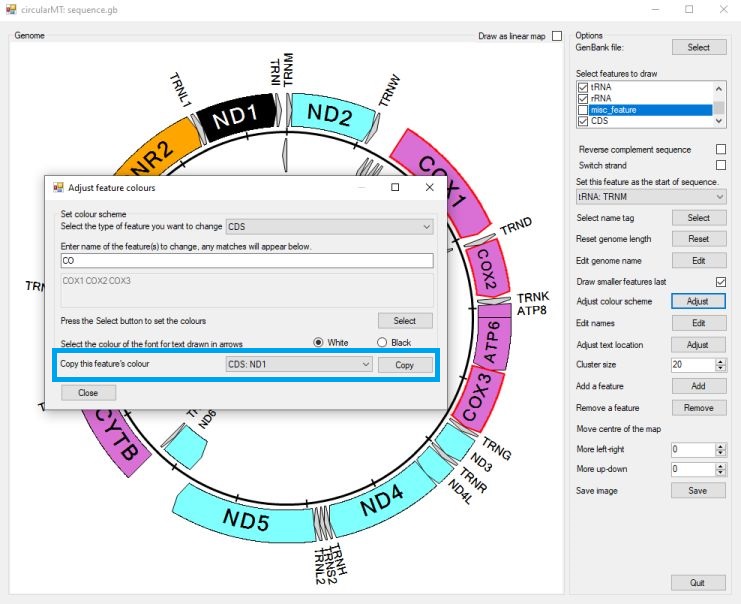 circularMT: sequence.gb
Genome
Draw as linear map
TRNL1
TRNI
TRNM
TRNW
ND1
ND2
NR2
COX1
TRND
COX2
TRNK
ATP8
ATP6
COX3
TRNG
ND3
TRNR
ND4L
ND4
TRNH
TRNS2
TRNL2
ND5
ND6
CYTB
Adjust feature colours
Set colour scheme
Select the type of feature you want to change CDS
Enter name of the feature(s) to change, any matches will appear below.
CO
COX1 COX2 COX3
Press the Select button to set the colours Select
Select the colour of the font for text drawn in arrows White Black
Copy this feature's colour CDS: ND1 Copy
Close
Options
GenBank file: Select
Select features to draw
tRNA
rRNA
misc_feature
CDS
Reverse complement sequence
Switch strand
Set this feature as the start of sequence.
tRNA: TRNM
Select name tag Select
Reset genome length Reset
Edit genome name Edit
Draw smaller features last
Adjust colour scheme Adjust
Edit names Edit
Adjust text location Adjust
Cluster size 20
Add a feature Add
Remove a feature Remove
Move centre of the map
More left-right 0
More up-down 0
Save image Save
Quit